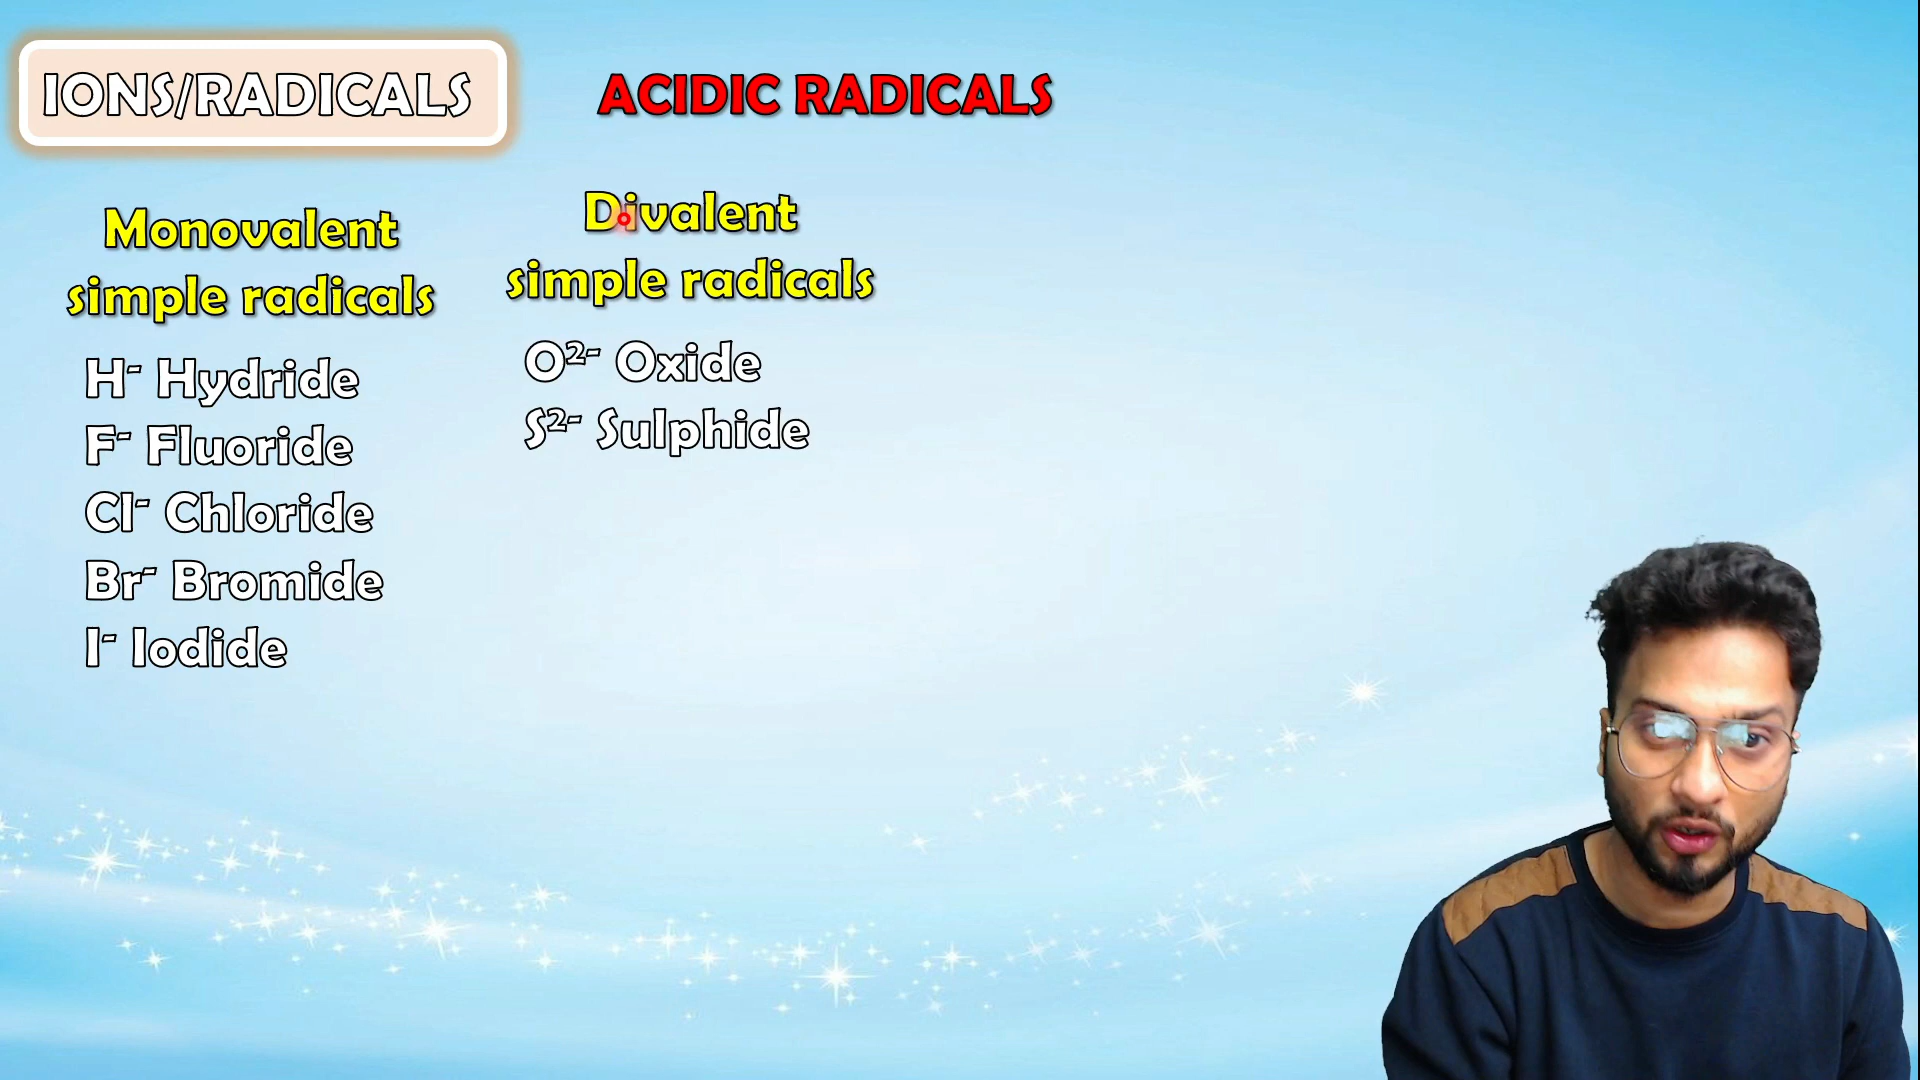 IONS/RADICALS
ACIDIC RADICALS
Monovalent
simple radicals
H⁻ Hydride
F⁻ Fluoride
Cl⁻ Chloride
Br⁻ Bromide
I⁻ Iodide
Divalent
simple radicals
O²⁻ Oxide
S²⁻ Sulphide